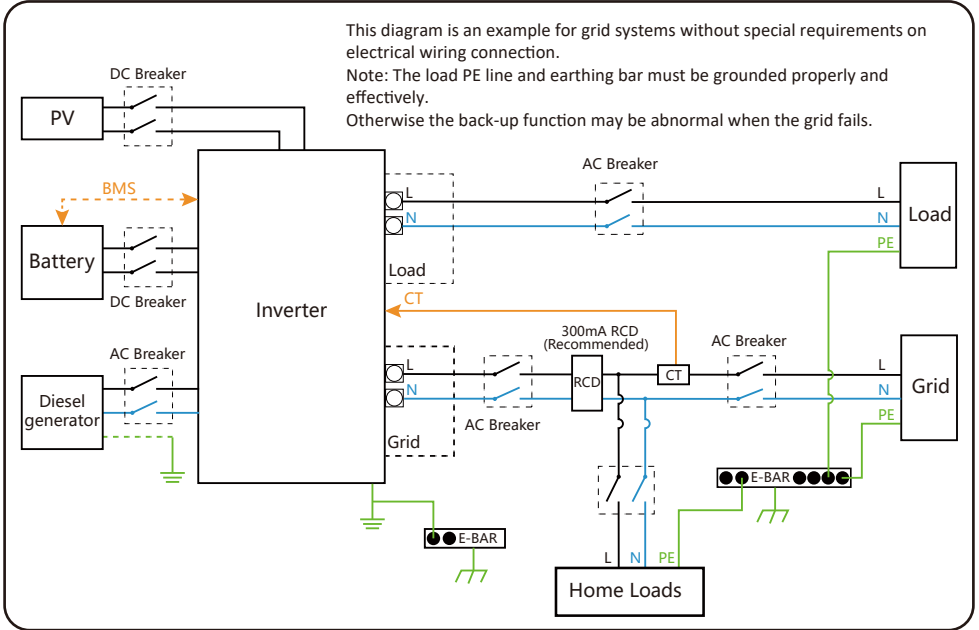 This diagram is an example for grid systems without special requirements on
electrical wiring connection.
Note: The load PE line and earthing bar must be grounded properly and
effectively.
Otherwise the back-up function may be abnormal when the grid fails.
DC Breaker
PV
BMS
Battery
DC Breaker
AC Breaker
Diesel
generator
Inverter
L
N
Load
AC Breaker
L
N
PE
Load
CT
L
N
Grid
AC Breaker
300mA RCD
(Recommended)
RCD
CT
AC Breaker
L
N
PE
Grid
E-BAR
E-BAR
L
N
PE
Home Loads